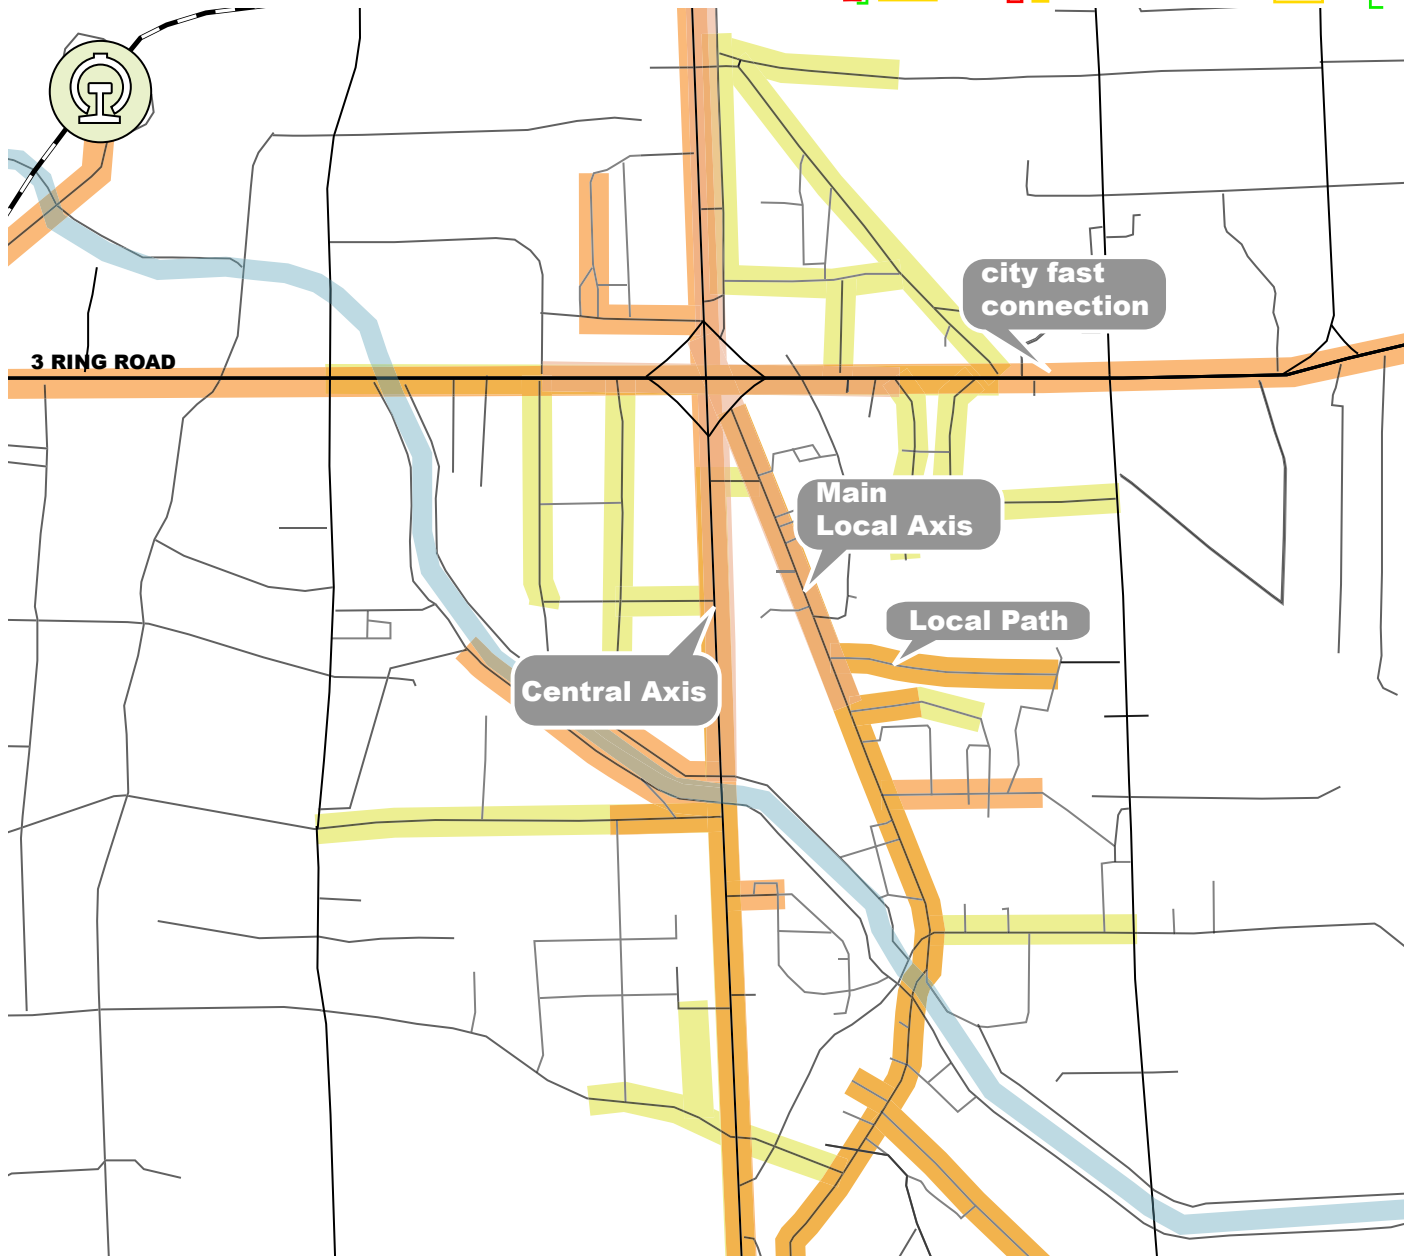 city fast
connection
3 RING ROAD
Main
Local Axis
Local Path
Central Axis